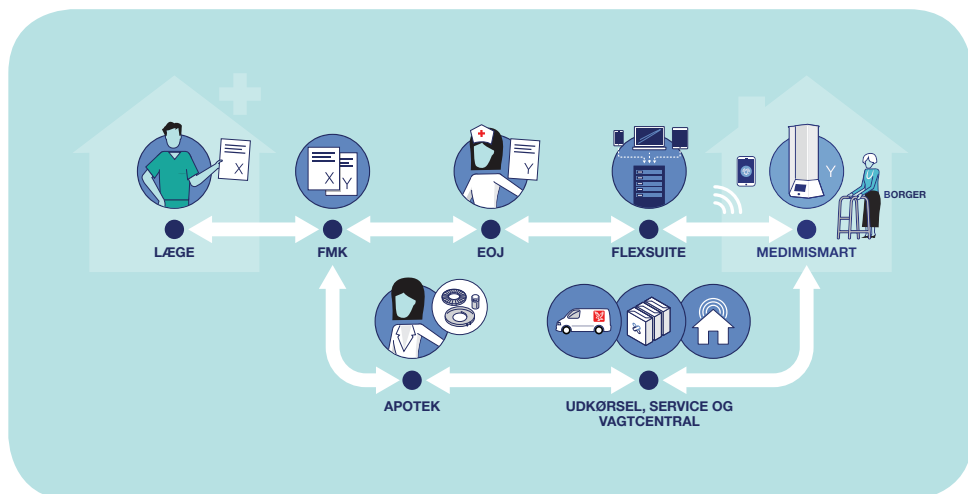 X
X
Y
Y
Y
BORGER
LÆGE
FMK
EOJ
FLEXSUITE
MEDIMISMART
APOTEK
UDKØRSEL, SERVICE OG
VAGTCENTRAL